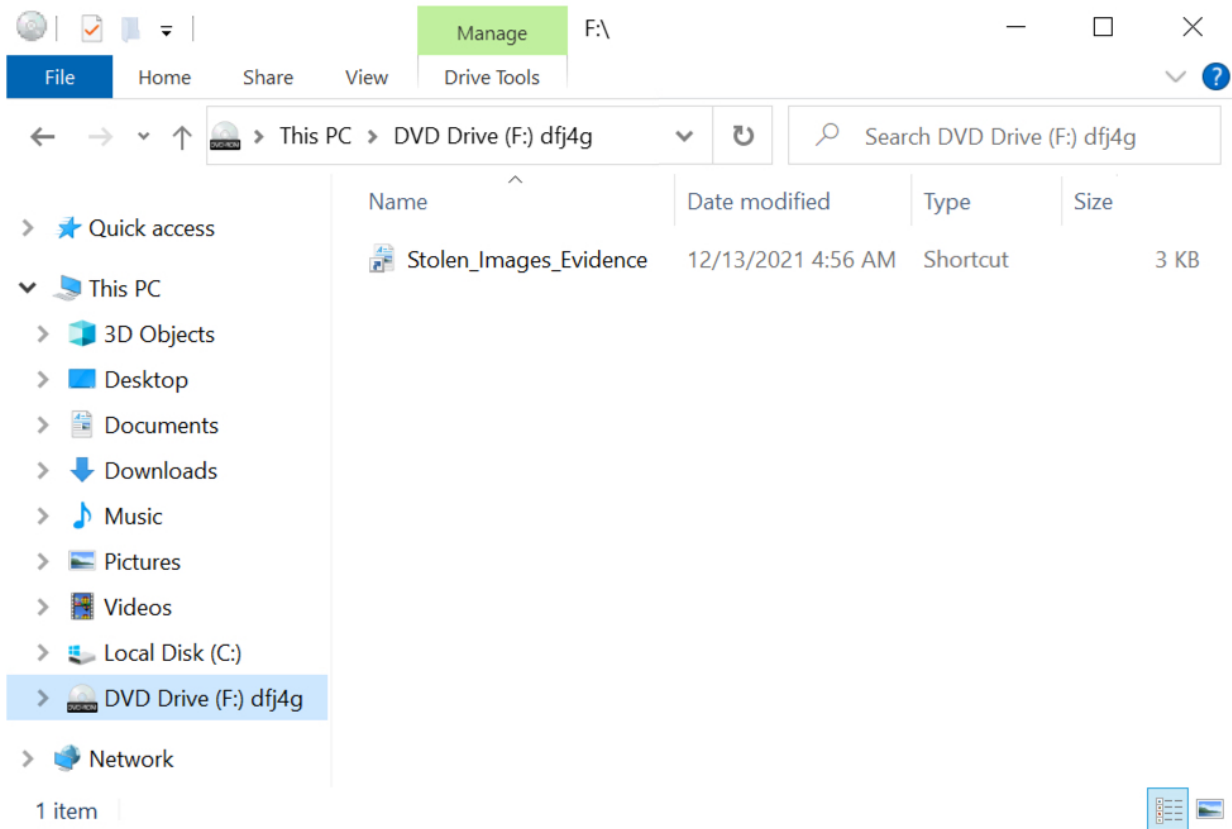 Manage F:\
File Home Share View Drive Tools
This PC DVD Drive (F:) dfj4g Search DVD Drive (F:) dfj4g
Name Date modified Type Size
Quick access
Stolen_Images_Evidence 12/13/2021 4:56 AM Shortcut 3 KB
This PC
3D Objects
Desktop
Documents
Downloads
Music
Pictures
Videos
Local Disk (C:)
DVD Drive (F:) dfj4g
Network
1 item